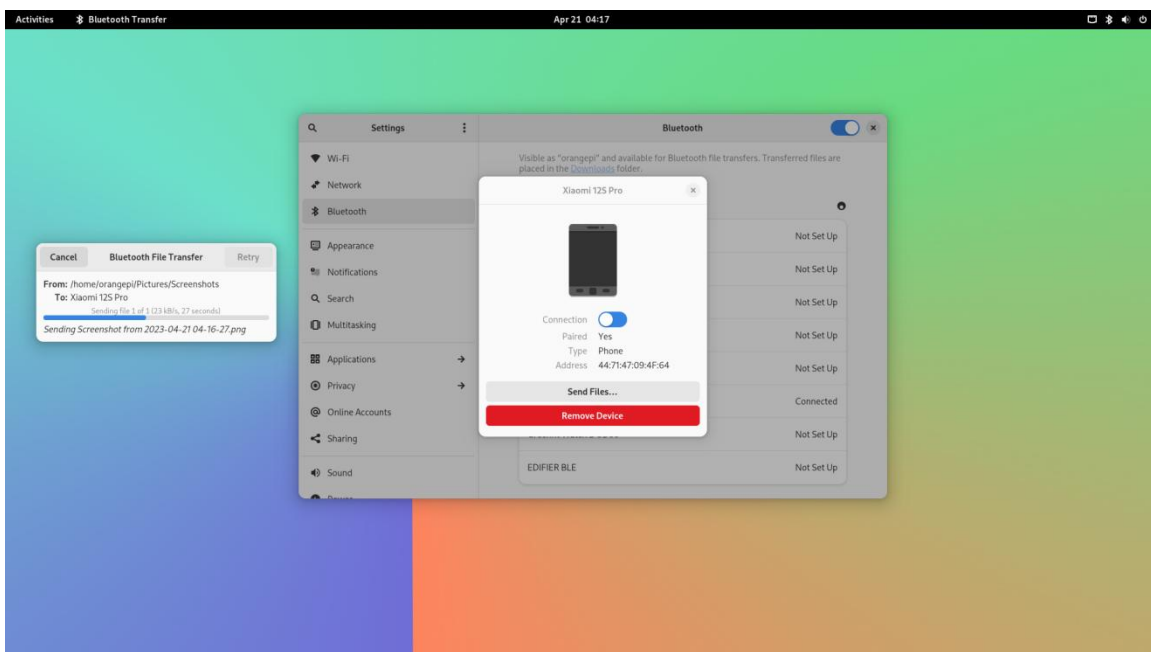 Activities Bluetooth Transfer Apr 21 04:17
Settings
Bluetooth
Wi-Fi
Network
Bluetooth
Appearance
Notifications
Search
Multitasking
Applications
Privacy
Online Accounts
Sharing
Sound
Visible as "orangepi" and available for Bluetooth file transfers. Transferred files are
placed in the Downloads folder.
Not Set Up
Not Set Up
Not Set Up
Not Set Up
Not Set Up
Connected
Not Set Up
EDIFIER BLE Not Set Up
Xiaomi 12S Pro
Connection
Paired Yes
Type Phone
Address 44:71:47:09:4F:64
Send Files...
Remove Device
Cancel Bluetooth File Transfer Retry
From: /home/orangepi/Pictures/Screenshots
To: Xiaomi 12S Pro
Sending file 1 of 1 (23 kB/s, 27 seconds)
Sending Screenshot from 2023-04-21 04-16-27.png